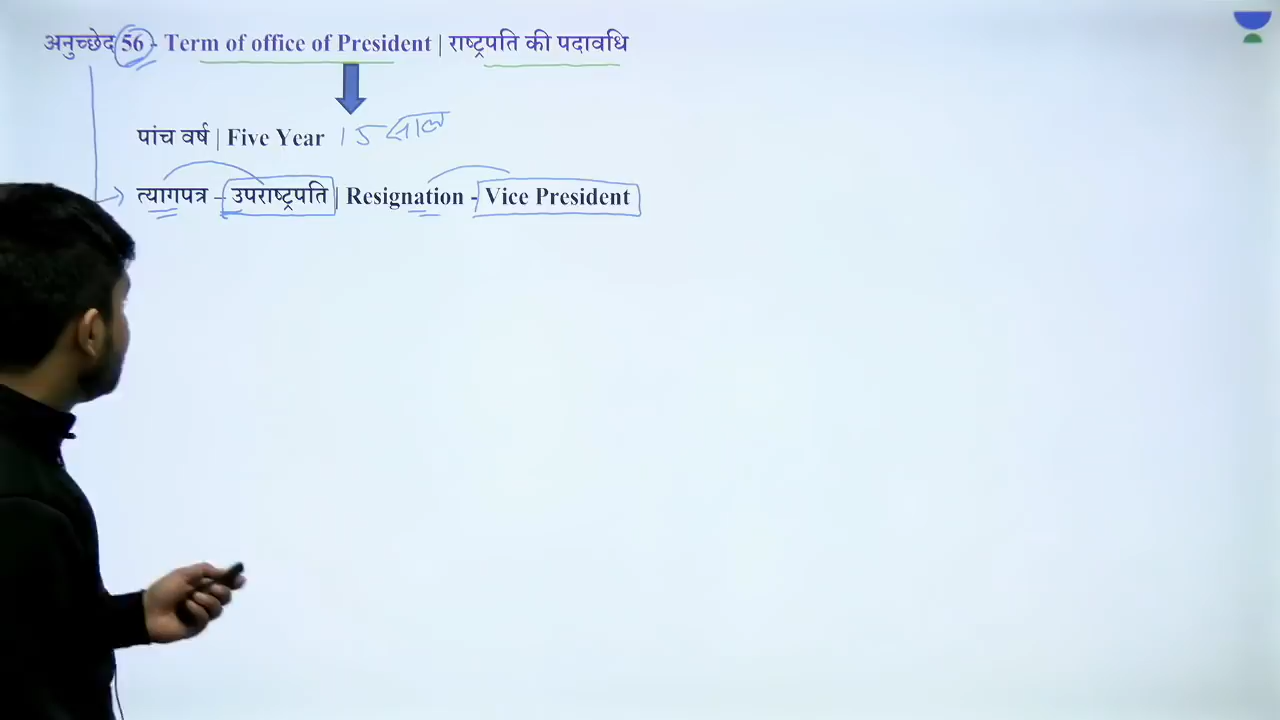 अनुच्छेद 56 - Term of office of President | राष्ट्रपति की पदावधि
पांच वर्ष | Five Year | 5 साल
त्यागपत्र – उपराष्ट्रपति | Resignation - Vice President